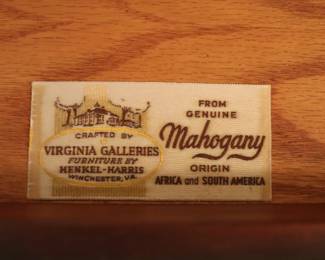 CRAFTED BY
VIRGINIA GALLERIES
FURNITURE BY
HENKEL-HARRIS
WINCHESTER, VA.
FROM
GENUINE
Mahogany
ORIGIN
AFRICA and SOUTH AMERICA